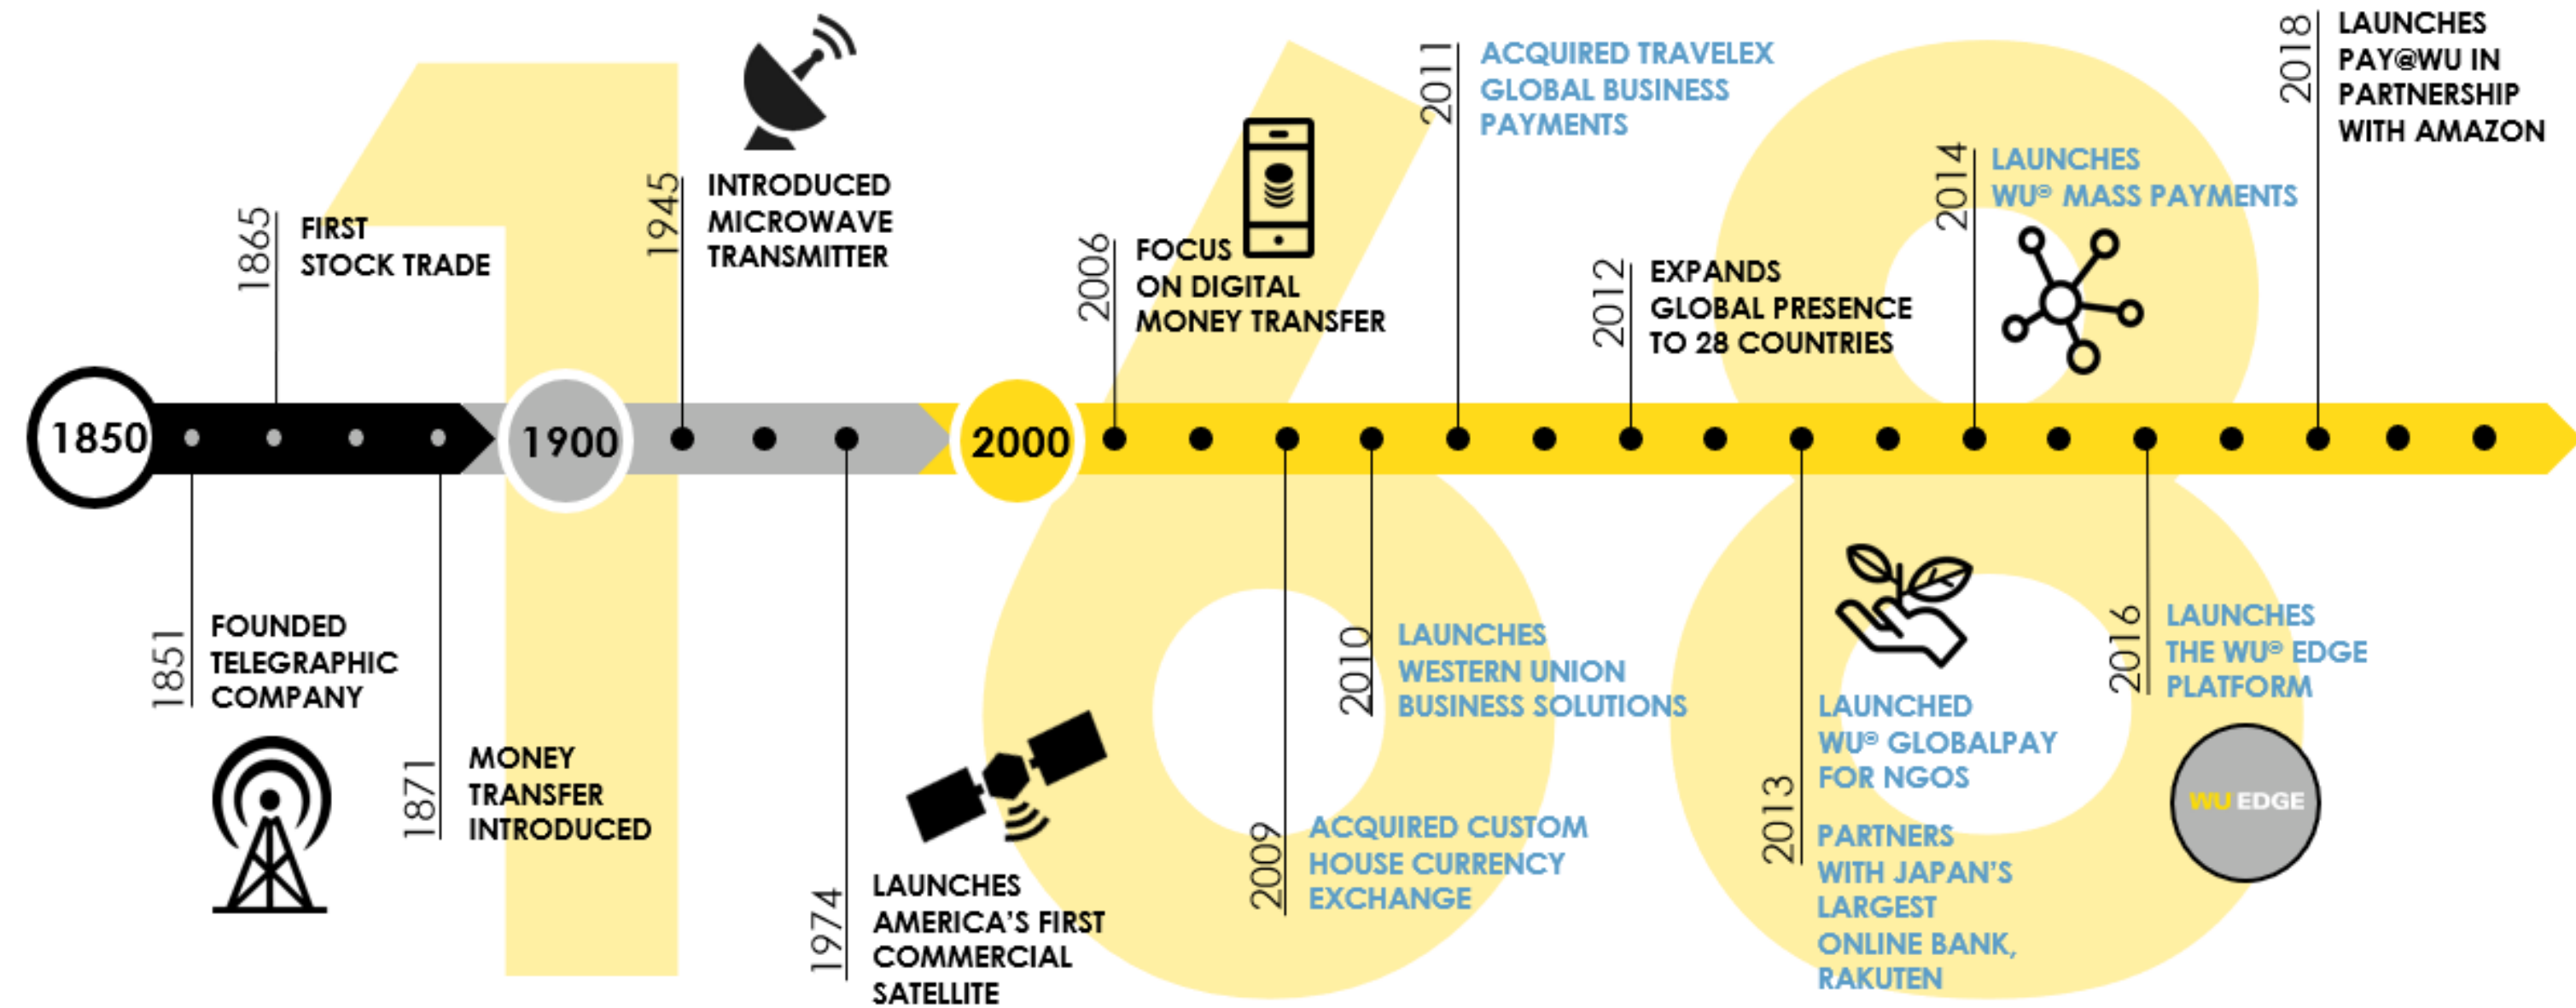 1850
1851
FOUNDED
TELEGRAPHIC
COMPANY
1865
FIRST
STOCK TRADE
1871
MONEY
TRANSFER
INTRODUCED
1900
1945
INTRODUCED
MICROWAVE
TRANSMITTER
1974
LAUNCHES
AMERICA'S FIRST
COMMERCIAL
SATELLITE
2000
2006
FOCUS
ON DIGITAL
MONEY TRANSFER
2009
ACQUIRED CUSTOM
HOUSE CURRENCY
EXCHANGE
2010
LAUNCHES
WESTERN UNION
BUSINESS SOLUTIONS
2011
ACQUIRED TRAVELEX
GLOBAL BUSINESS
PAYMENTS
2012
EXPANDS
GLOBAL PRESENCE
TO 28 COUNTRIES
2013
LAUNCHED
WU® GLOBALPAY
FOR NGOS
PARTNERS
WITH JAPAN'S
LARGEST
ONLINE BANK,
RAKUTEN
2014
LAUNCHES
WU® MASS PAYMENTS
2016
LAUNCHES
THE WU® EDGE
PLATFORM
WU EDGE
2018
LAUNCHES
PAY@WU IN
PARTNERSHIP
WITH AMAZON
168